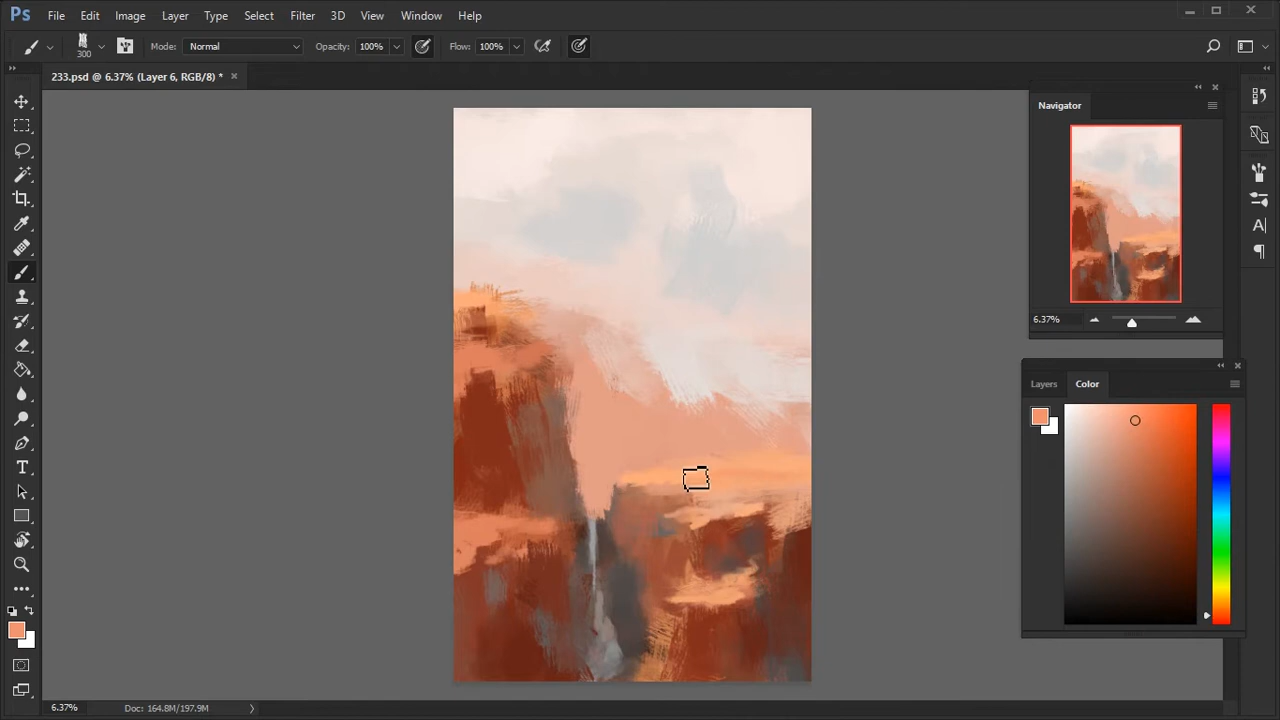 Ps File Edit Image Layer Type Select Filter 3D View Window Help
300 Mode: Normal Opacity: 100% Flow: 100%
233.psd @ 6.37% (Layer 6, RGB/8) * ×
Navigator
6.37%
Layers Color
6.37% Doc: 164.8M/197.9M